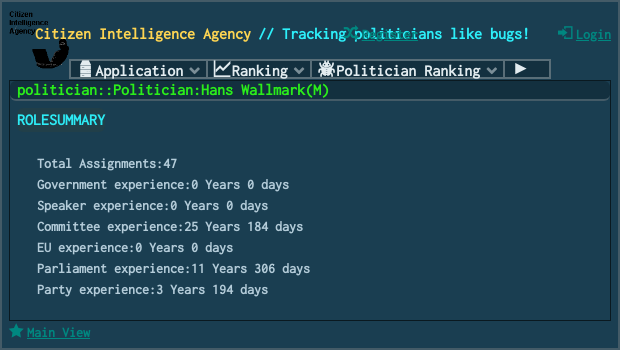 Citizen
Intelligence
Agency
Citizen Intelligence Agency // Tracking politicians like bugs!
Register
Login
Application
Ranking
Politician Ranking
politician::Politician:Hans Wallmark(M)
ROLESUMMARY
Total Assignments:47
Government experience:0 Years 0 days
Speaker experience:0 Years 0 days
Committee experience:25 Years 184 days
EU experience:0 Years 0 days
Parliament experience:11 Years 306 days
Party experience:3 Years 194 days
Main View